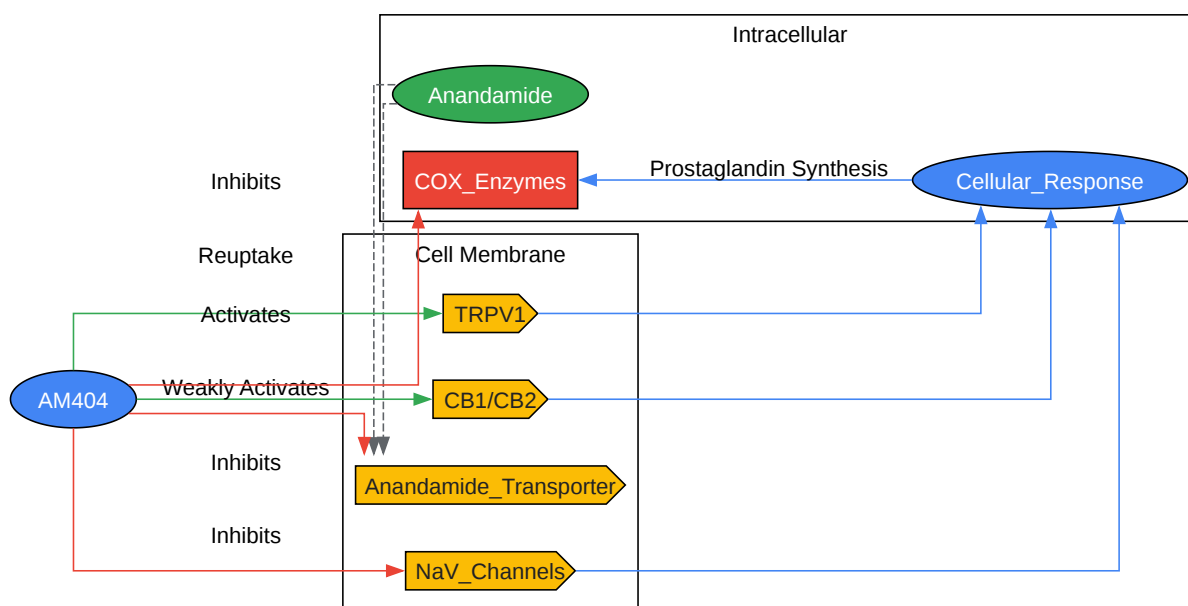 Intracellular
Anandamide
COX_Enzymes
Prostaglandin Synthesis
Cellular_Response
Inhibits
Reuptake
Cell Membrane
Activates
TRPV1
Weakly Activates
AM404
CB1/CB2
Inhibits
Anandamide_Transporter
Inhibits
NaV_Channels